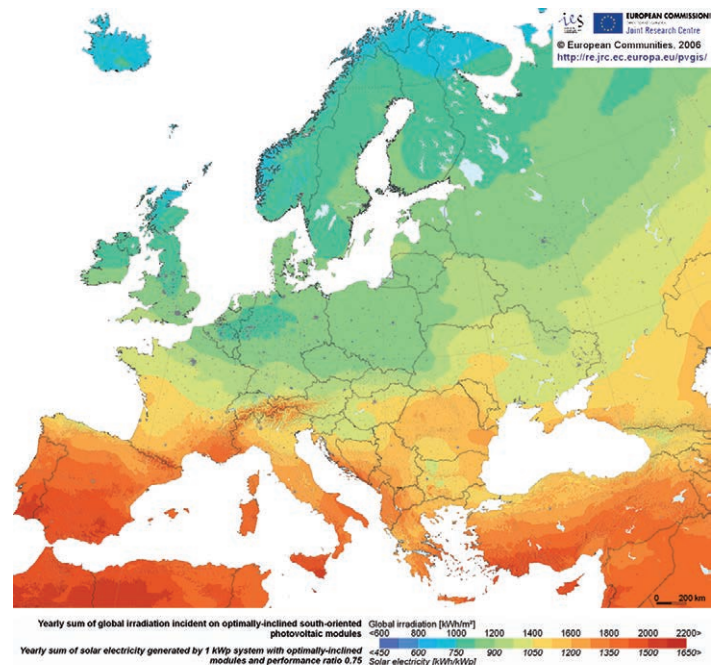 ies
EUROPEAN COMMISSION
Joint Research Centre
© European Communities, 2006
http://re.jrc.ec.europa.eu/pvgis/
0 200 km
Yearly sum of global irradiation incident on optimally-inclined south-oriented
photovoltaic modules
Yearly sum of solar electricity generated by 1 kWp system with optimally-inclined
modules and performance ratio 0.75
Global irradiation [kWh/m²]
<600 800 1000 1200 1400 1600 1800 2000 2200>
<450 600 750 900 1050 1200 1350 1500 1650>
Solar electricity [kWh/kWp]